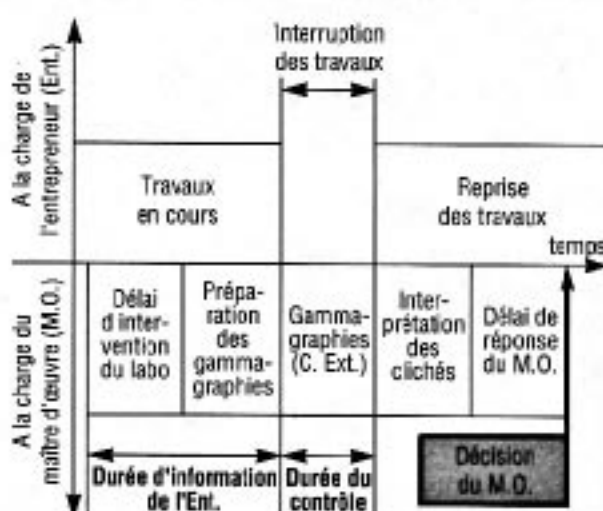 Interruption
des travaux
A la charge de
l'entrepreneur (Ent.)
Travaux
en cours
Reprise
des travaux
temps
A la charge du
maître d'œuvre (M.O.)
Délai
d'inter-
vention
du labo
Prépa-
ration
des
gamma-
graphies
Gamma-
graphies
(C. Ext.)
Inter-
prétation
des
clichés
Délai de
réponse
du M.O.
Durée d'information
de l'Ent.
Durée du
contrôle
Décision
du M.O.